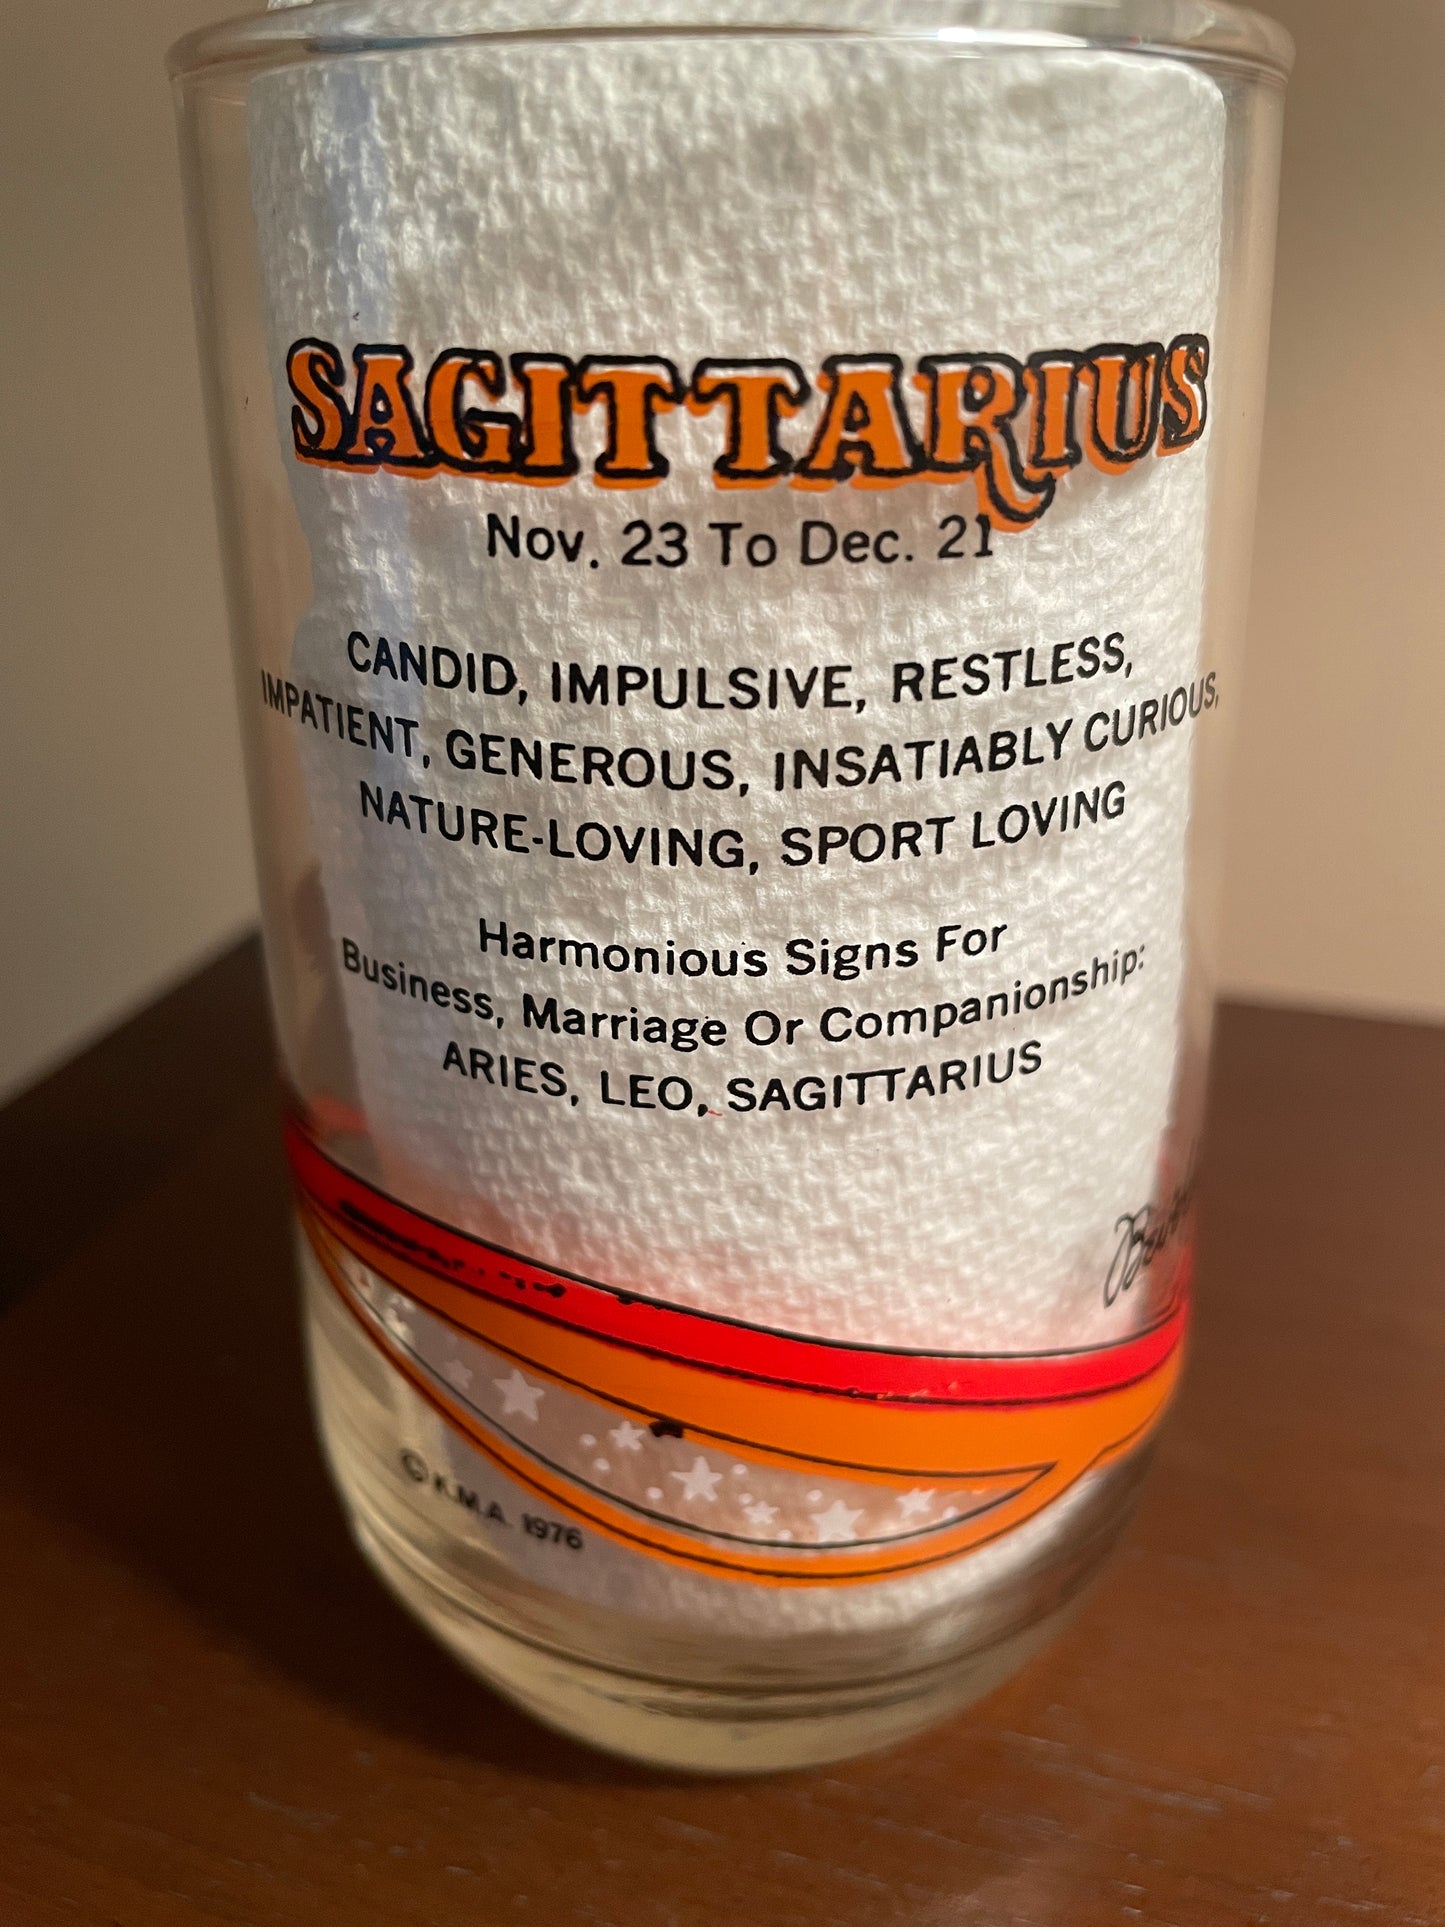 SAGITTARIUS
Nov. 23 To Dec. 21
CANDID, IMPULSIVE, RESTLESS,
IMPATIENT, GENEROUS, INSATIABLY CURIOUS,
NATURE-LOVING, SPORT LOVING
Harmonious Signs For
Business, Marriage Or Companionship:
ARIES, LEO, SAGITTARIUS
© K.M.A. 1976